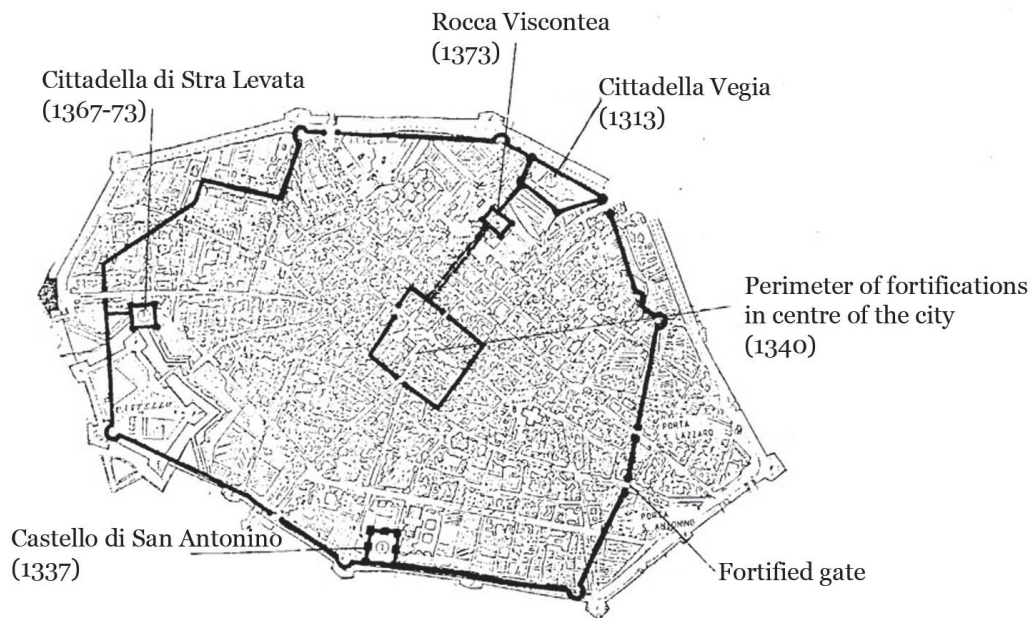 Rocca Viscontea
(1373)
Cittadella di Stra Levata
(1367-73)
Cittadella Vegia
(1313)
Perimeter of fortifications
in centre of the city
(1340)
PORTA
S. LAZZARO
PORTA
S. ANTONINO
Castello di San Antonino
(1337)
Fortified gate